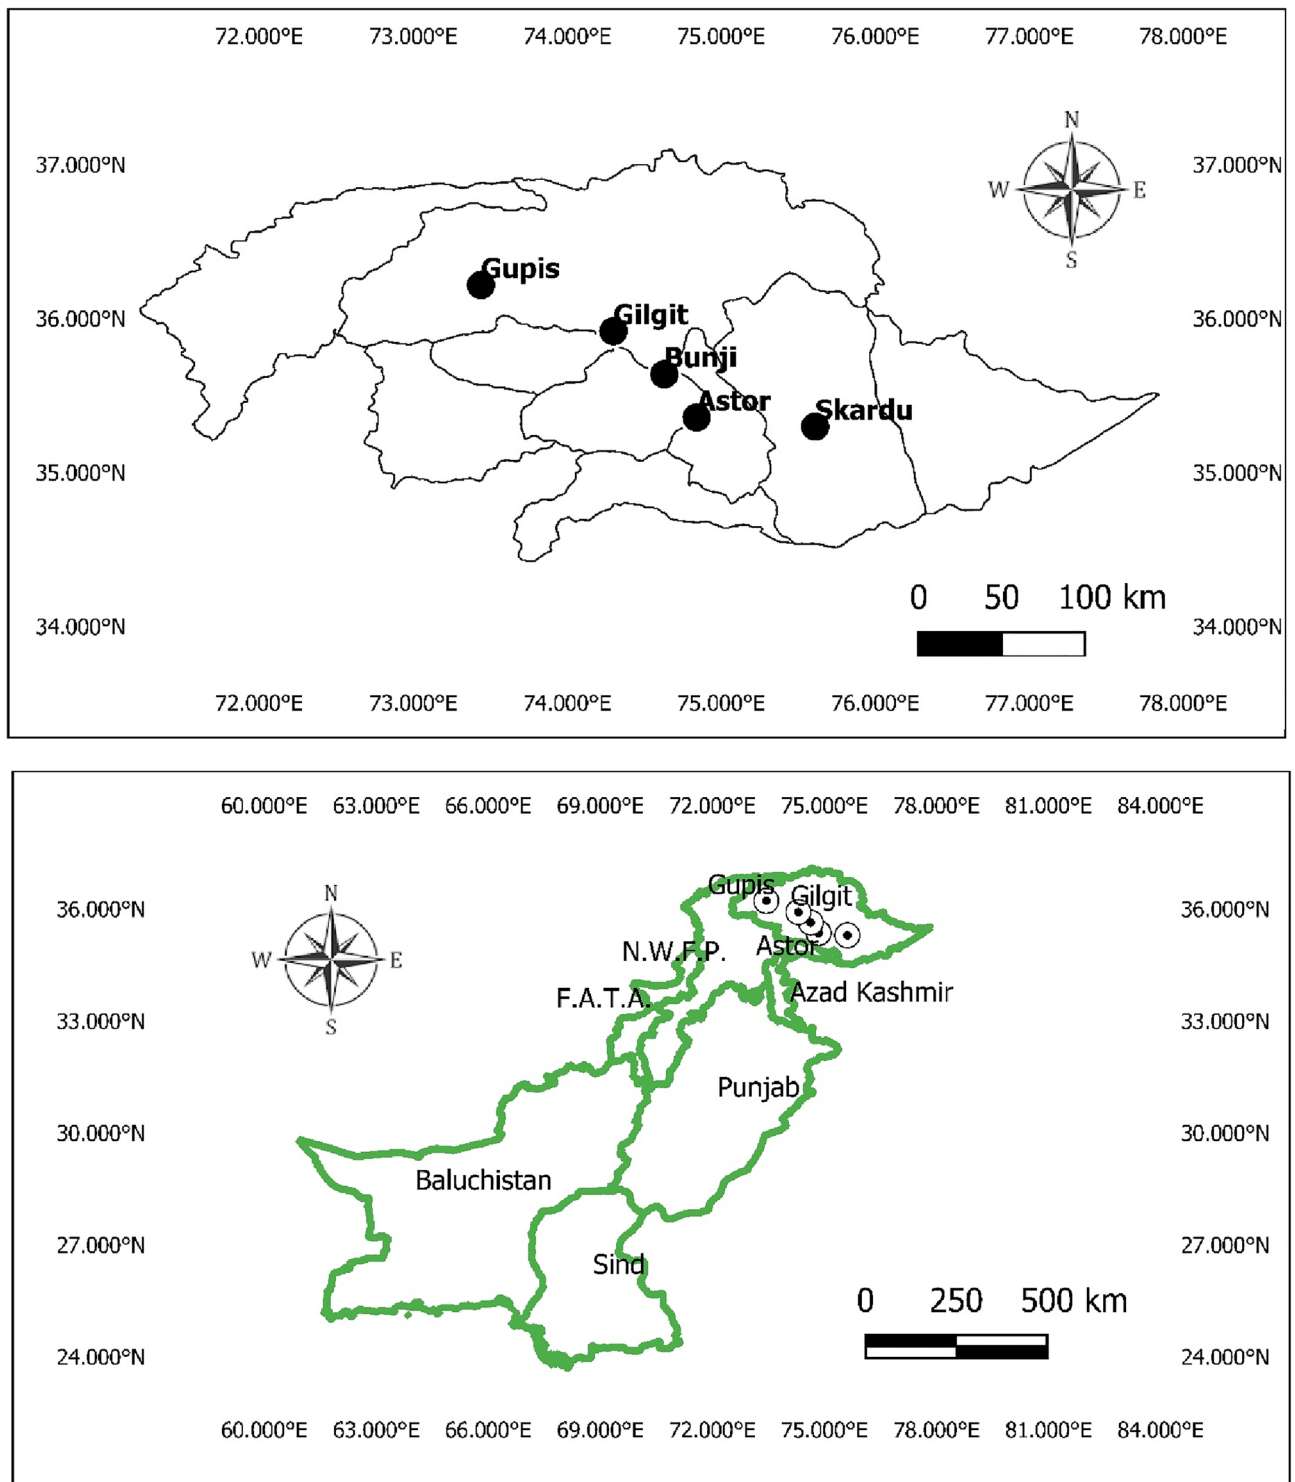 72.000°E 73.000°E 74.000°E 75.000°E 76.000°E 77.000°E 78.000°E
N
37.000°N 37.000°N
W E
S
Gupis
36.000°N Gilgit 36.000°N
Bunji
Astor Skardu
35.000°N 35.000°N
0 50 100 km
34.000°N 34.000°N
72.000°E 73.000°E 74.000°E 75.000°E 76.000°E 77.000°E 78.000°E
60.000°E 63.000°E 66.000°E 69.000°E 72.000°E 75.000°E 78.000°E 81.000°E 84.000°E
N Gupis Gilgit
36.000°N 36.000°N
W E N.W.F.P. Astor
F.A.T.A. Azad Kashmir
S
33.000°N 33.000°N
Punjab
30.000°N 30.000°N
Baluchistan
27.000°N 27.000°N
Sind
0 250 500 km
24.000°N 24.000°N
60.000°E 63.000°E 66.000°E 69.000°E 72.000°E 75.000°E 78.000°E 81.000°E 84.000°E